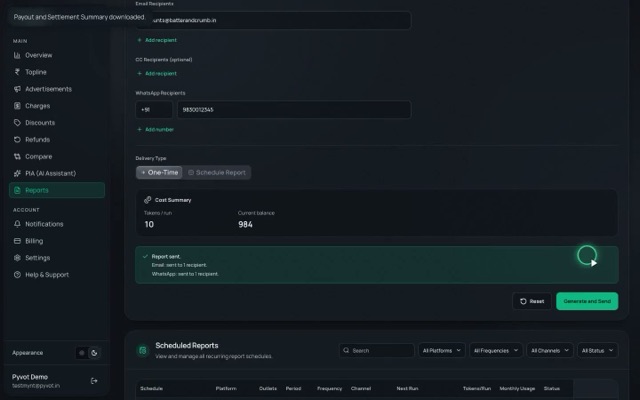 Payout and Settlement Summary downloaded.
MAIN
Overview
Topline
Advertisements
Charges
Discounts
Refunds
Compare
PIA (AI Assistant)
Reports
ACCOUNT
Notifications
Billing
Settings
Help & Support
Appearance
Pyvot Demo
testmynt@pyvot.in
Email Recipients
+ Add recipient
CC Recipients (optional)
+ Add recipient
WhatsApp Recipients
+91 9830012345
+ Add number
Delivery Type
One-Time Schedule Report
Cost Summary
Tokens / run Current balance
10 984
Report sent.
Email: sent to 1 recipient.
WhatsApp: sent to 1 recipient.
Reset Generate and Send
Scheduled Reports
View and manage all recurring report schedules.
Search All Platforms All Frequencies All Channels All Status
Schedule Platform Outlets Period Frequency Channel Next Run Tokens/Run Monthly Usage Status